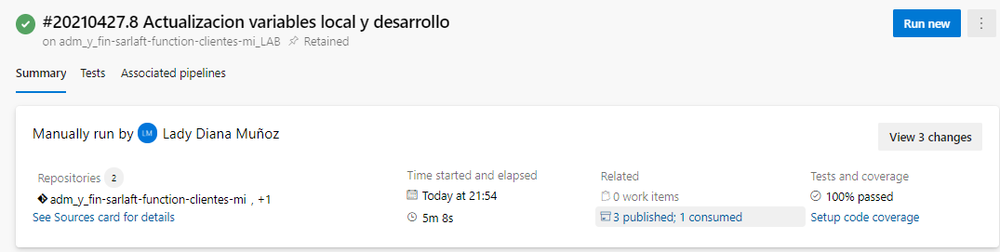 #20210427.8 Actualizacion variables local y desarrollo
on adm_y_fin-sarlaft-function-clientes-mi_LAB Retained
Run new
Summary Tests Associated pipelines
Manually run by LM Lady Diana Muñoz
View 3 changes
Repositories 2
adm_y_fin-sarlaft-function-clientes-mi , +1
See Sources card for details
Time started and elapsed
Today at 21:54
5m 8s
Related
0 work items
3 published; 1 consumed
Tests and coverage
100% passed
Setup code coverage